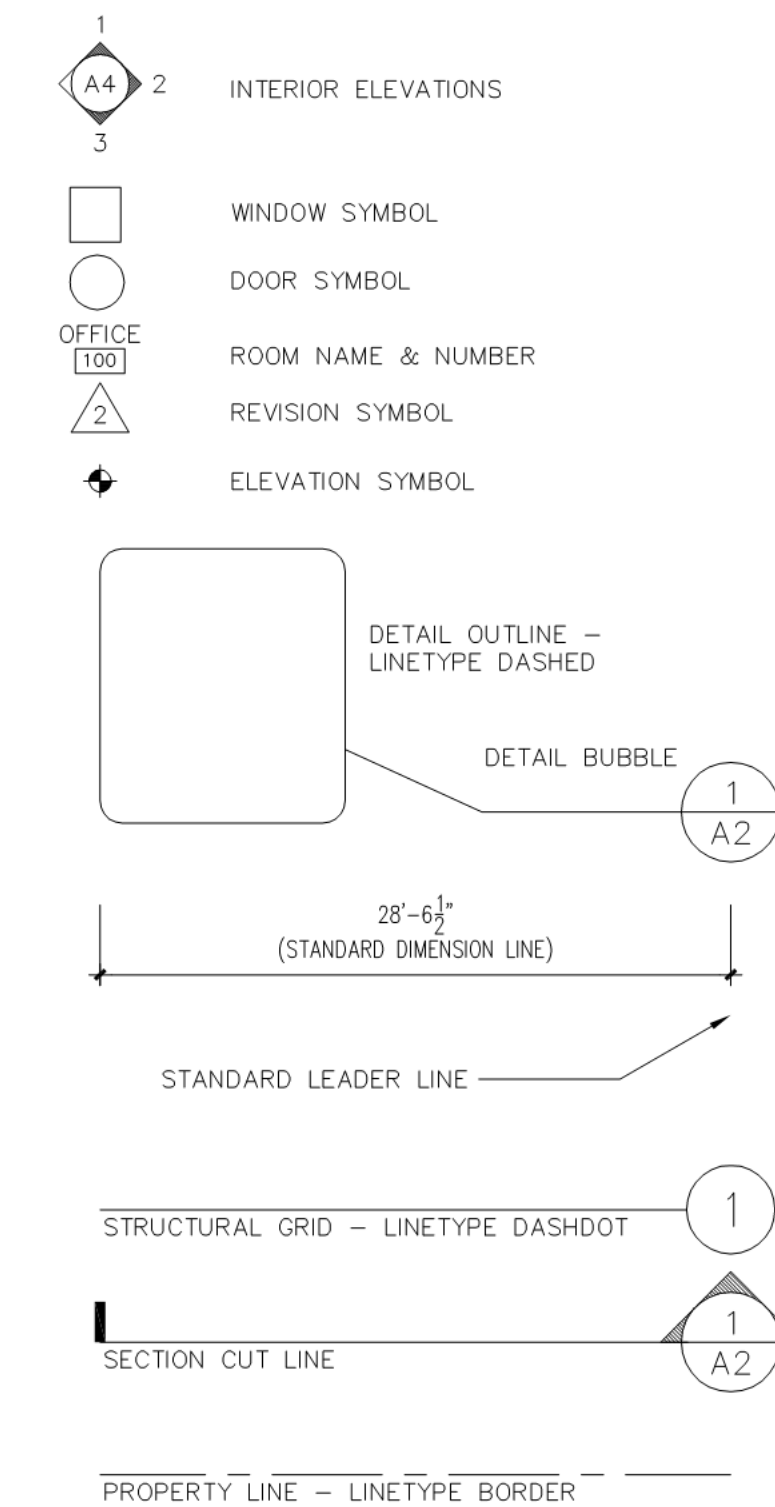 1
A4 2 INTERIOR ELEVATIONS
3
WINDOW SYMBOL
DOOR SYMBOL
OFFICE
100 ROOM NAME & NUMBER
2 REVISION SYMBOL
ELEVATION SYMBOL
DETAIL OUTLINE –
LINETYPE DASHED
DETAIL BUBBLE
1
A2
28'–6½"
(STANDARD DIMENSION LINE)
STANDARD LEADER LINE
1
STRUCTURAL GRID – LINETYPE DASHDOT
1
SECTION CUT LINE A2
PROPERTY LINE – LINETYPE BORDER